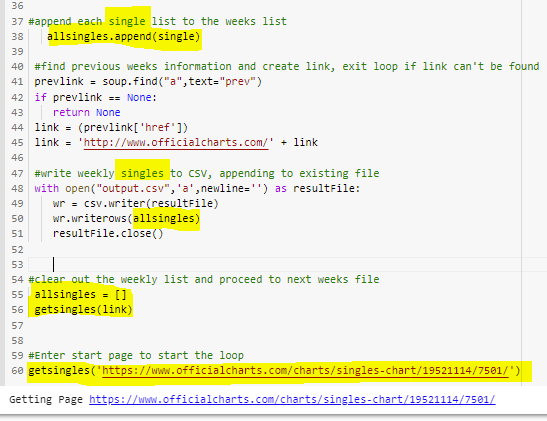 36
37 #append each single list to the weeks list
38 allsingles.append(single)
39
40 #find previous weeks information and create link, exit loop if link can't be found
41 prevlink = soup.find("a",text="prev")
42 if prevlink == None:
43 return None
44 link = (prevlink['href'])
45 link = 'http://www.officialcharts.com/' + link
46
47 #write weekly singles to CSV, appending to existing file
48 with open("output.csv",'a',newline='') as resultFile:
49 wr = csv.writer(resultFile)
50 wr.writerows(allsingles)
51 resultFile.close()
52
53
54 #clear out the weekly list and proceed to next weeks file
55 allsingles = []
56 getsingles(link)
57
58
59 #Enter start page to start the loop
60 getsingles('https://www.officialcharts.com/charts/singles-chart/19521114/7501/')
Getting Page https://www.officialcharts.com/charts/singles-chart/19521114/7501/